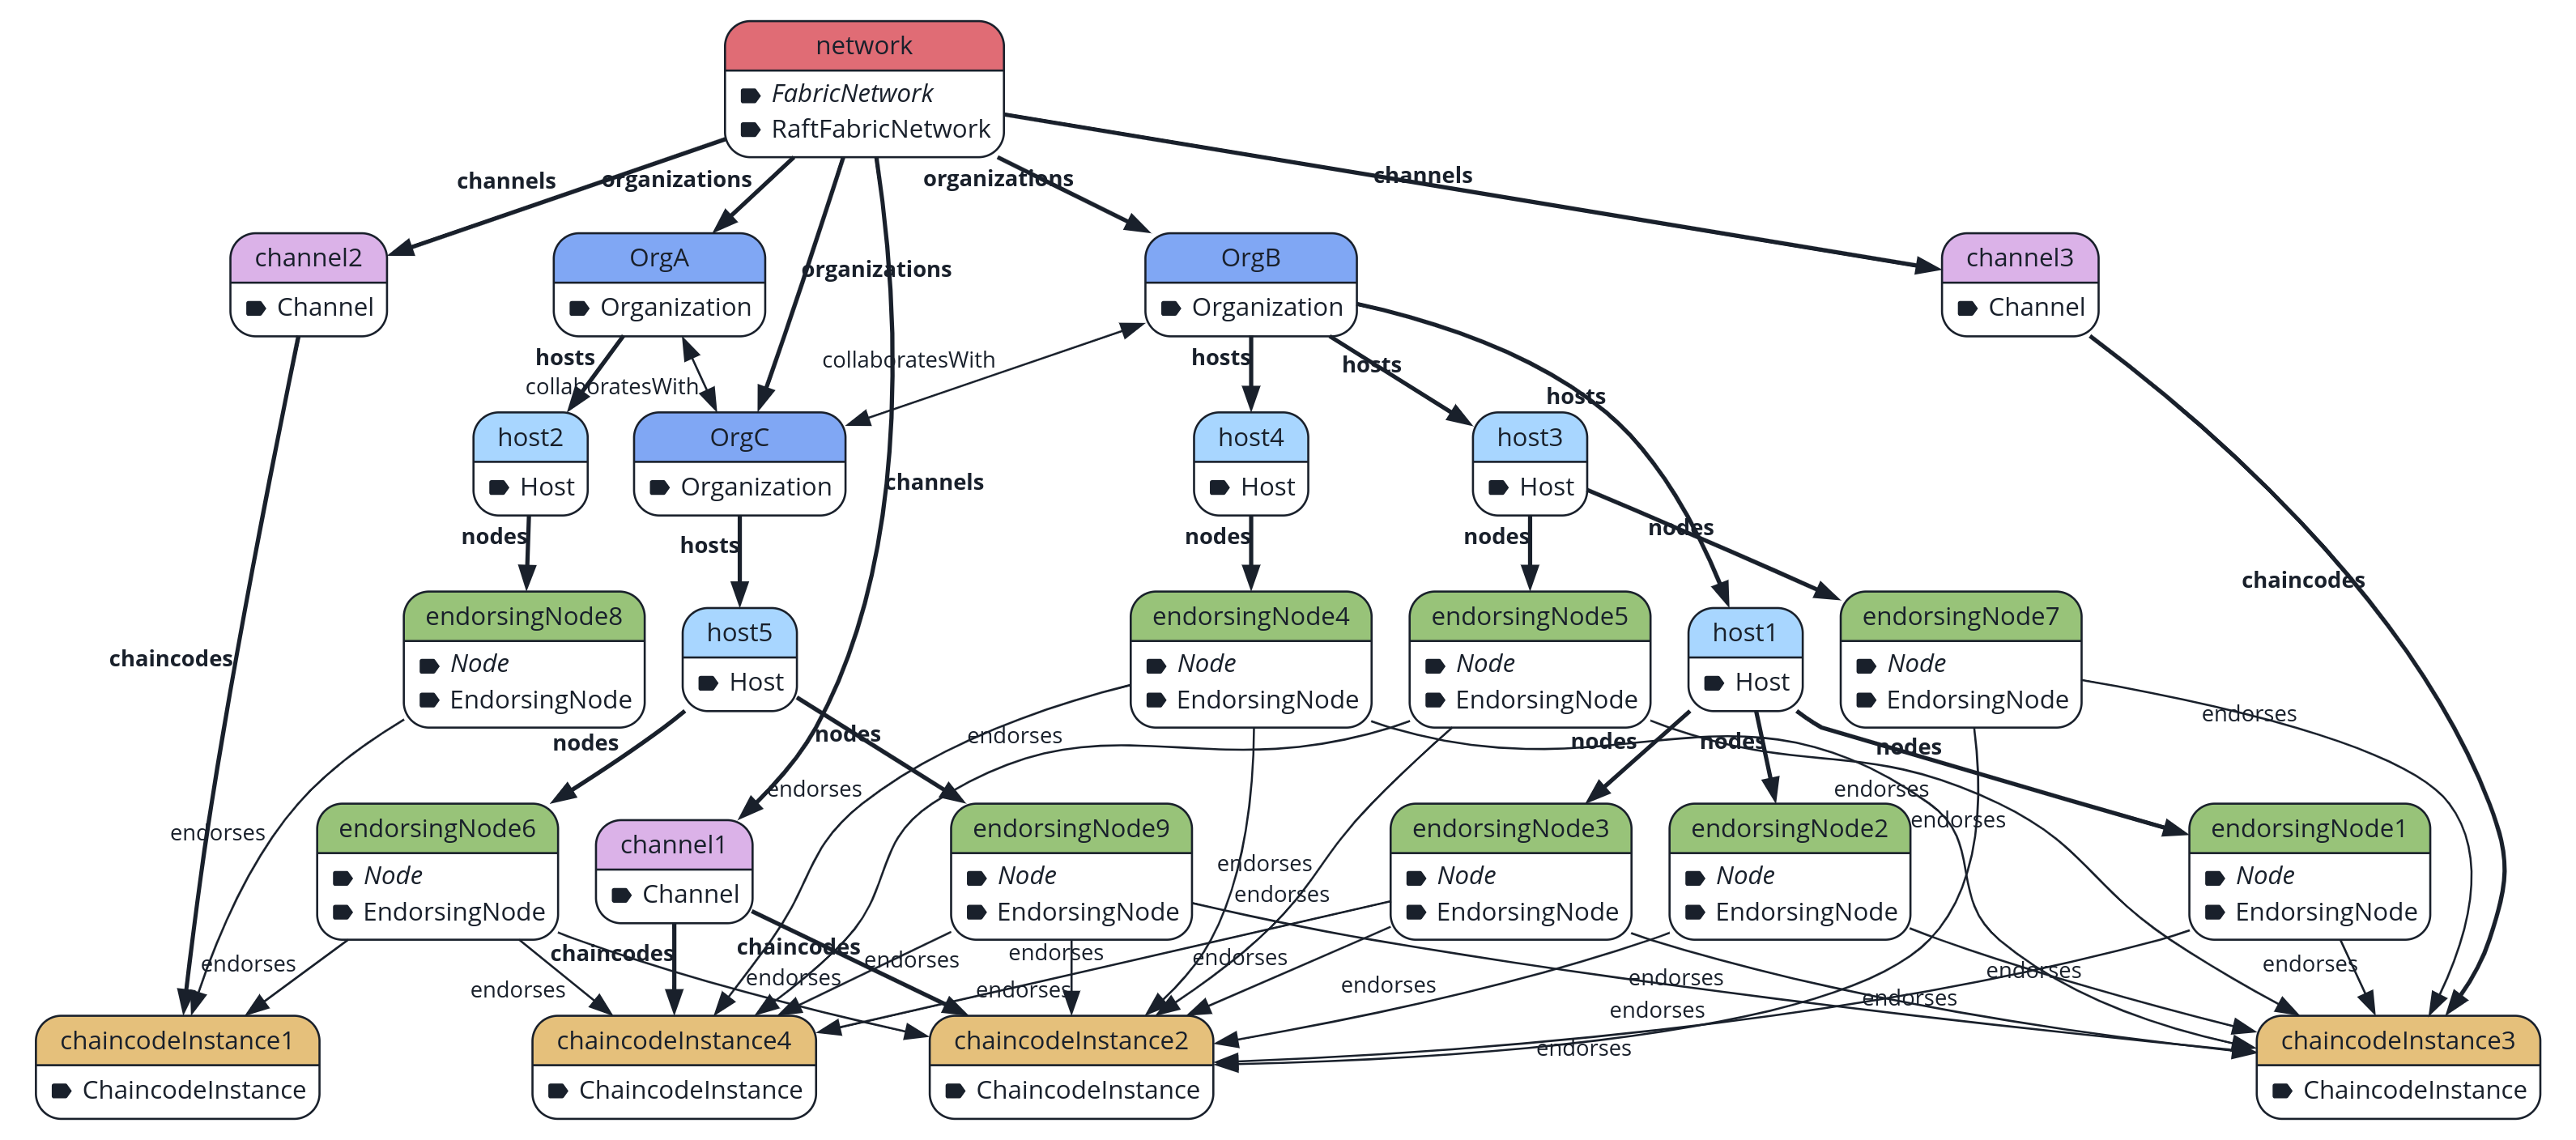 network
FabricNetwork
RaftFabricNetwork
channels
organizations
organizations
channels
channel2
Channel
OrgA
Organization
organizations
OrgB
Organization
channel3
Channel
hosts
collaboratesWith
collaboratesWith
hosts
hosts
hosts
host2
Host
OrgC
Organization
channels
host4
Host
host3
Host
nodes
hosts
nodes
nodes
nodes
chaincodes
chaincodes
endorsingNode8
Node
EndorsingNode
host5
Host
endorsingNode4
Node
EndorsingNode
endorsingNode5
Node
EndorsingNode
host1
Host
endorsingNode7
Node
EndorsingNode
endorses
nodes
nodes
endorses
nodes
nodes
nodes
endorses
endorses
endorses
endorses
endorsingNode6
Node
EndorsingNode
channel1
Channel
endorsingNode9
Node
EndorsingNode
endorses
endorses
endorsingNode3
Node
EndorsingNode
endorsingNode2
Node
EndorsingNode
endorsingNode1
Node
EndorsingNode
endorses
endorses
chaincodes
chaincodes
endorses
endorses
endorses
endorses
endorses
endorses
endorses
endorses
endorses
endorses
endorses
endorses
chaincodeInstance1
ChaincodeInstance
chaincodeInstance4
ChaincodeInstance
chaincodeInstance2
ChaincodeInstance
endorses
chaincodeInstance3
ChaincodeInstance